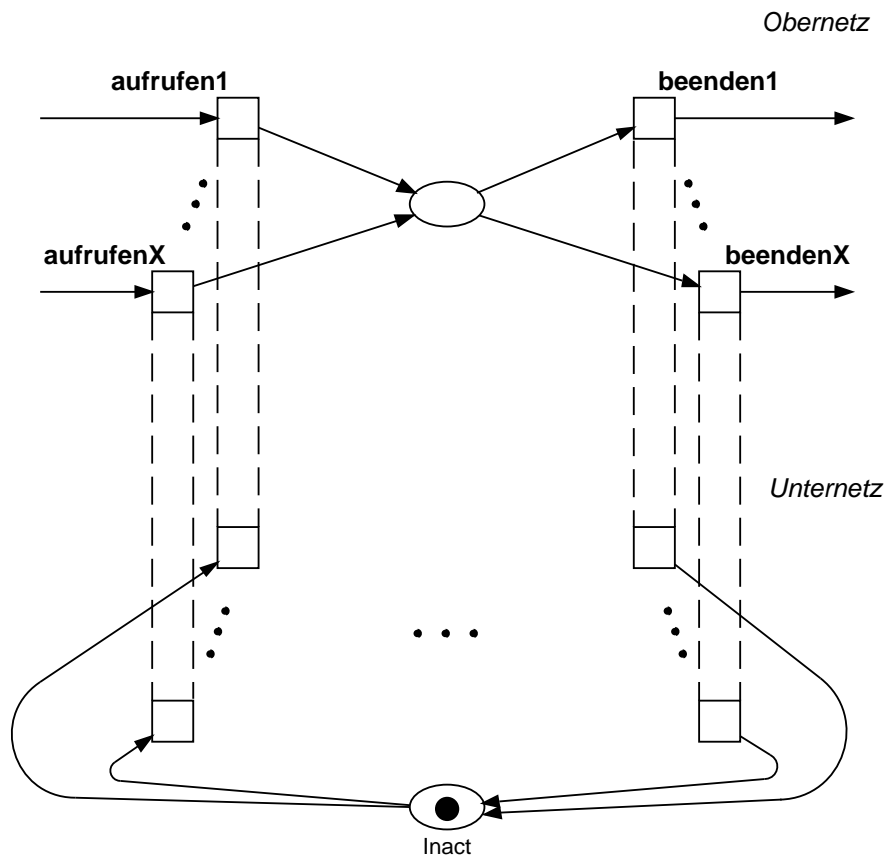 Obernetz
aufrufen1
beenden1
aufrufenX
beendenX
Unternetz
Inact